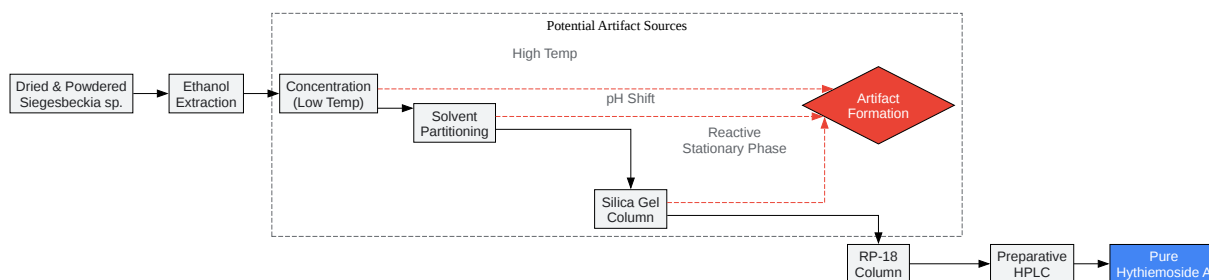 Potential Artifact Sources
High Temp
Dried & Powdered
Siegesbeckia sp.
Ethanol
Extraction
Concentration
(Low Temp)
pH Shift
Artifact
Formation
Solvent
Partitioning
Reactive
Stationary Phase
Silica Gel
Column
RP-18
Column
Preparative
HPLC
Pure
Hythiemoside A